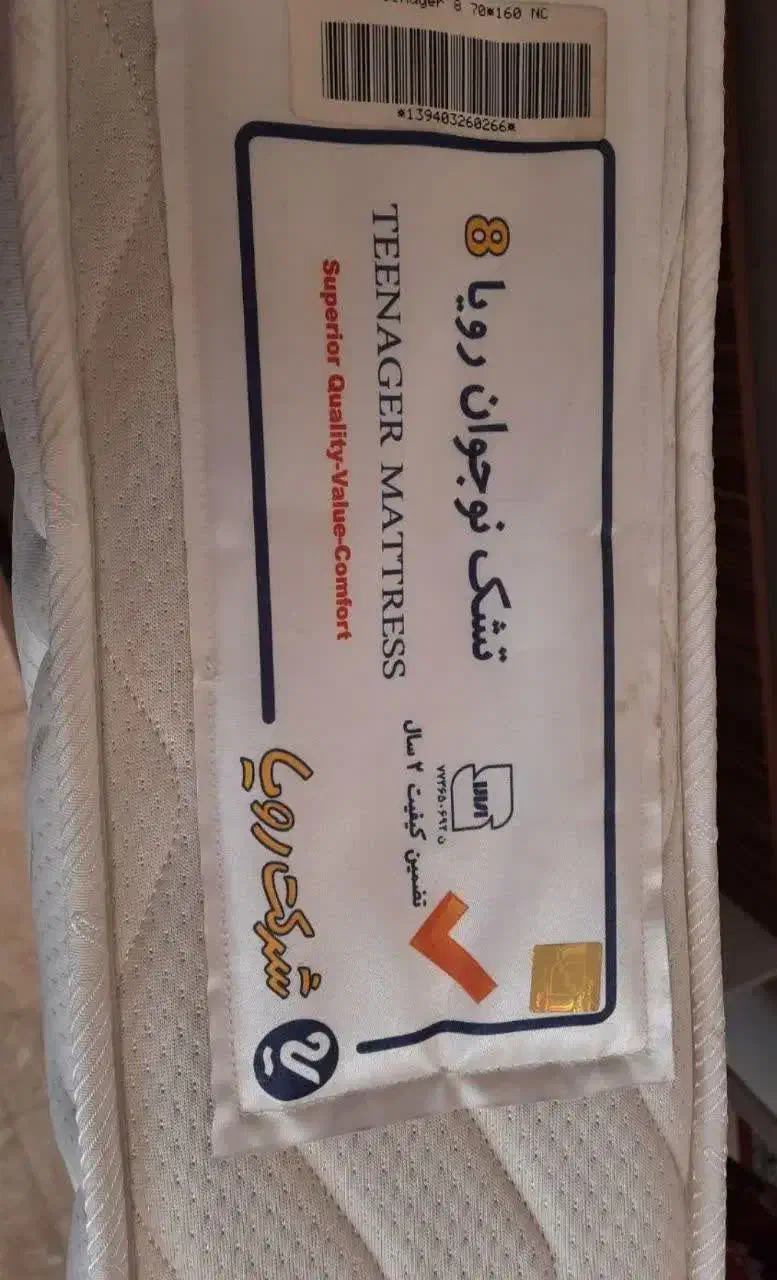 8 70*160 NC
*139403260266*
تشک نوجوان رویا 8
TEENAGER MATTRESS
Superior Quality-Value-Comfort
تضمین کیفیت ۲ سال
شرکت رویا